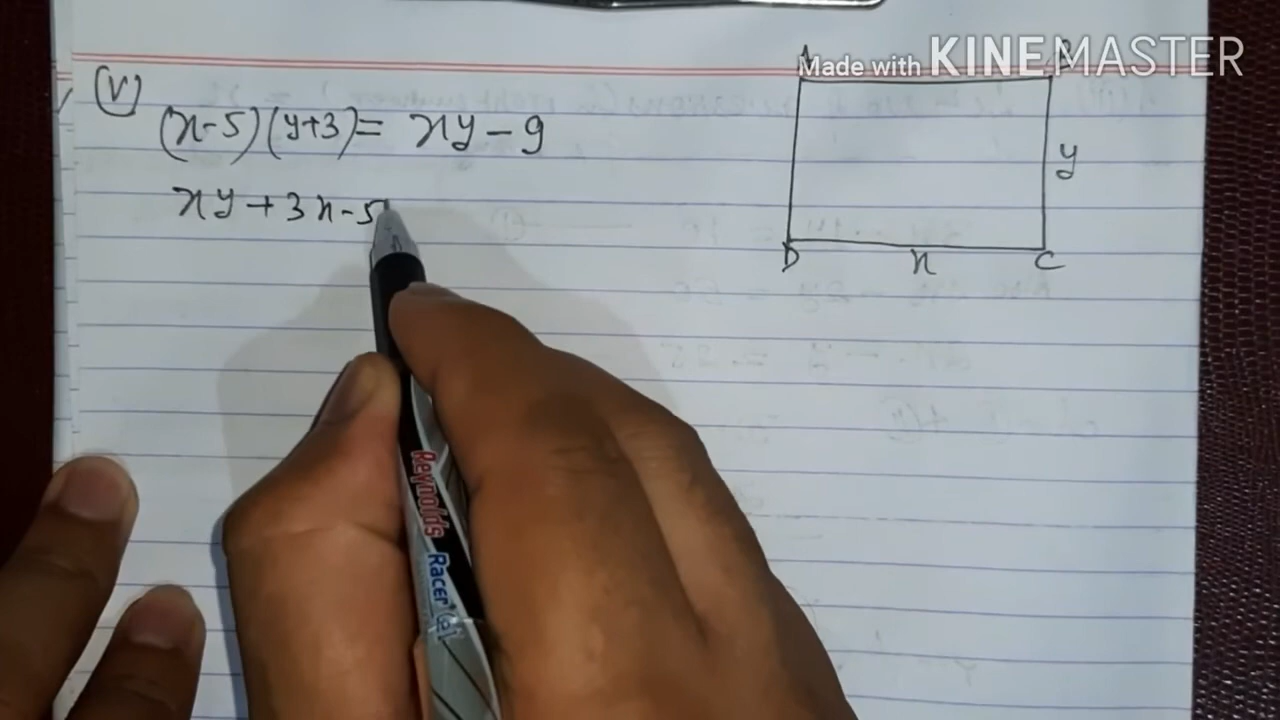 Made with KINEMASTER
(v)
(x-5)(y+3)= xy-9
xy+3x-5
A
y
D x C
Reynolds Racer